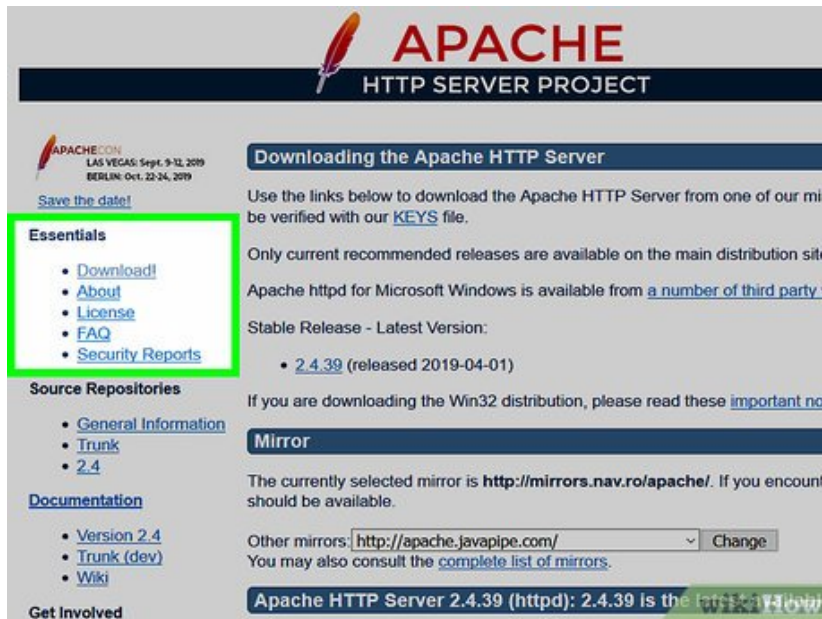 APACHE
HTTP SERVER PROJECT
APACHECON
LAS VEGAS: Sept. 9-12, 2019
BERLIN: Oct. 22-24, 2019
Save the date!
Essentials
Download!
About
License
FAQ
Security Reports
Source Repositories
General Information
Trunk
2.4
Documentation
Version 2.4
Trunk (dev)
Wiki
Get Involved
Downloading the Apache HTTP Server
Use the links below to download the Apache HTTP Server from one of our mi
be verified with our KEYS file.
Only current recommended releases are available on the main distribution site
Apache httpd for Microsoft Windows is available from a number of third party
Stable Release - Latest Version:
2.4.39 (released 2019-04-01)
If you are downloading the Win32 distribution, please read these important no
Mirror
The currently selected mirror is http://mirrors.nav.ro/apache/. If you encount
should be available.
Other mirrors: http://apache.javapipe.com/ Change
You may also consult the complete list of mirrors.
Apache HTTP Server 2.4.39 (httpd): 2.4.39 is the latest available
wikiHow